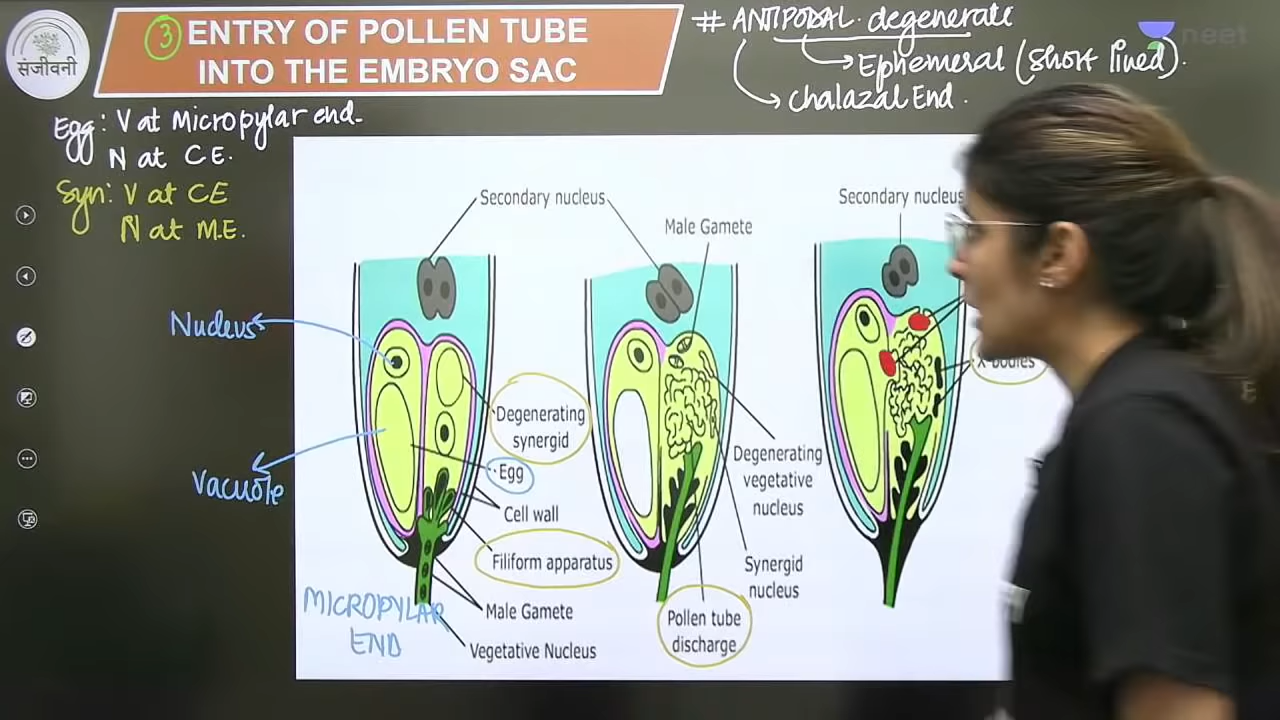 संजीवनी
3 ENTRY OF POLLEN TUBE
INTO THE EMBRYO SAC
# ANTIPODAL degenerate
Ephemeral (short lived).
Chalazal End.
neet
Egg: V at Micropylar end.
N at C.E.
Syn: V at CE
N at M.E.
Secondary nucleus
Male Gamete
Secondary nucleus
Nucleus
X-bodies
Degenerating
synergid
Egg
Vacuole
Cell wall
Degenerating
vegetative
nucleus
Filiform apparatus
Synergid
nucleus
MICROPYLAR
END
Male Gamete
Pollen tube
discharge
Vegetative Nucleus